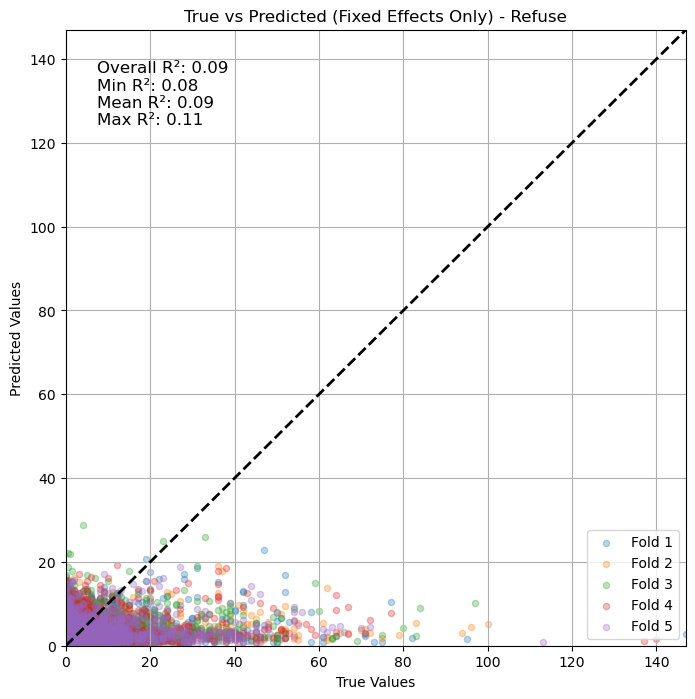 True vs Predicted (Fixed Effects Only) - Refuse
Overall R²: 0.09
Min R²: 0.08
Mean R²: 0.09
Max R²: 0.11
140
120
100
80
60
40
20
0
Predicted Values
Fold 1
Fold 2
Fold 3
Fold 4
Fold 5
0 20 40 60 80 100 120 140
True Values